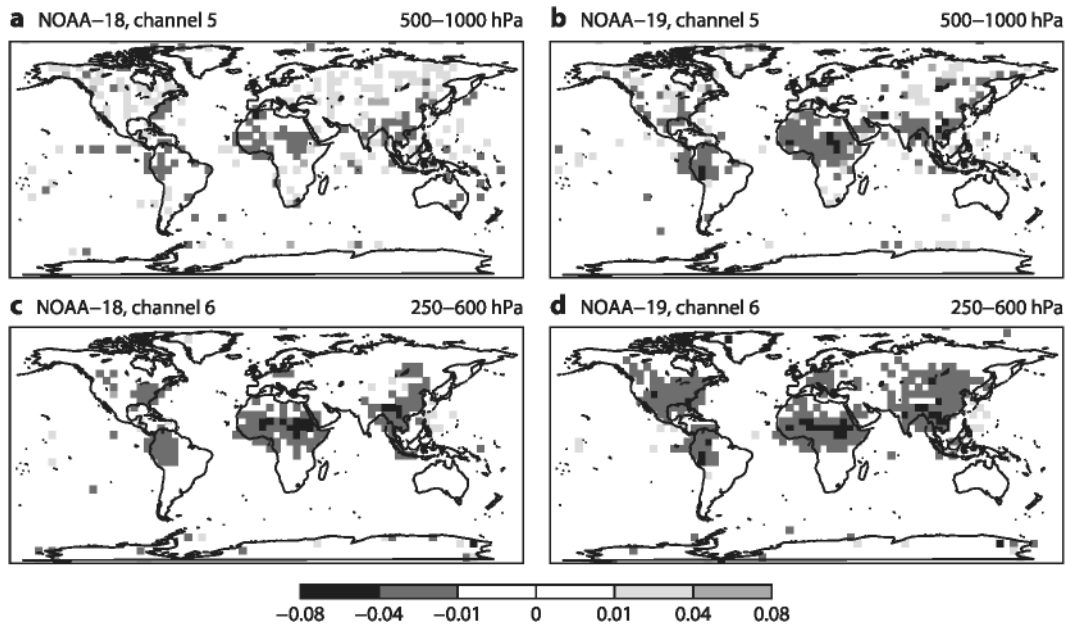 a NOAA−18, channel 5 500−1000 hPa
b NOAA−19, channel 5 500−1000 hPa
c NOAA−18, channel 6 250−600 hPa
d NOAA−19, channel 6 250−600 hPa
−0.08 −0.04 −0.01 0 0.01 0.04 0.08